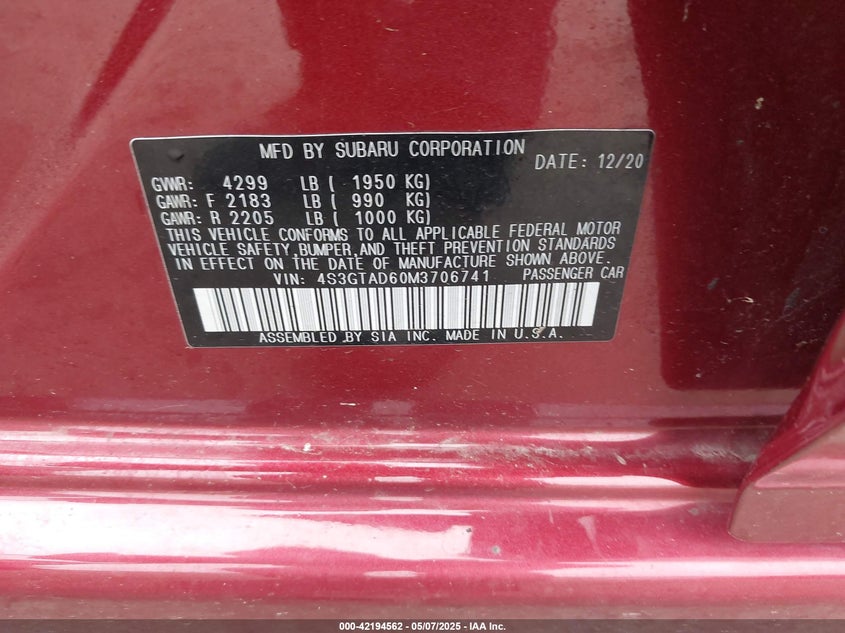 MFD BY SUBARU CORPORATION DATE: 12/20
GVWR: 4299 LB ( 1950 KG)
GAWR: F 2183 LB ( 990 KG)
GAWR: R 2205 LB ( 1000 KG)
THIS VEHICLE CONFORMS TO ALL APPLICABLE FEDERAL MOTOR
VEHICLE SAFETY,BUMPER,AND THEFT PREVENTION STANDARDS
IN EFFECT ON THE DATE OF MANUFACTURE SHOWN ABOVE.
VIN: 4S3GTAD60M3706741 PASSENGER CAR
ASSEMBLED BY SIA INC. MADE IN U.S.A.
000-42194562 - 05/07/2025 - IAA Inc.